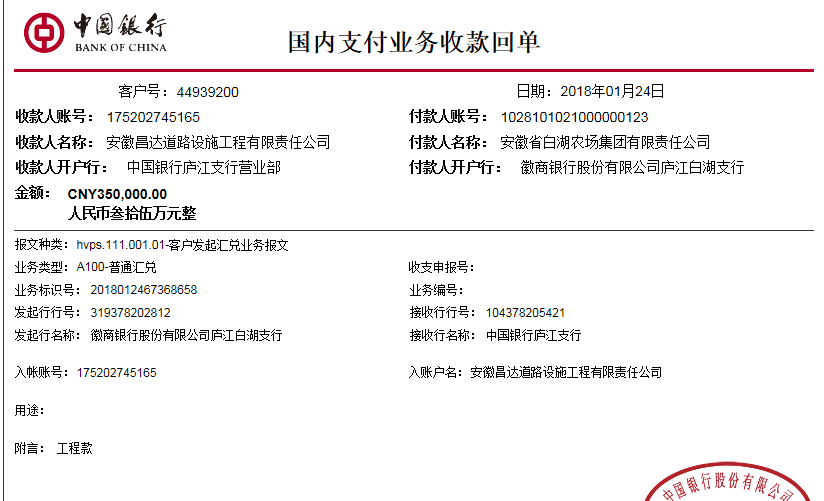 中国银行
BANK OF CHINA
国内支付业务收款回单
客户号：44939200 日期：2018年01月24日
收款人账号：175202745165 付款人账号：1028101021000000123
收款人名称：安徽昌达道路设施工程有限责任公司 付款人名称：安徽省白湖农场集团有限责任公司
收款人开户行：中国银行庐江支行营业部 付款人开户行：徽商银行股份有限公司庐江白湖支行
金额：CNY350,000.00
人民币叁拾伍万元整
报文种类：hvps.111.001.01-客户发起汇兑业务报文
业务类型：A100-普通汇兑 收支申报号：
业务标识号：2018012467368658 业务编号：
发起行行号：319378202812 接收行行号：104378205421
发起行名称：徽商银行股份有限公司庐江白湖支行 接收行名称：中国银行庐江支行
入帐账号：175202745165 入账户名：安徽昌达道路设施工程有限责任公司
用途：
附言：工程款
中国银行股份有限公司